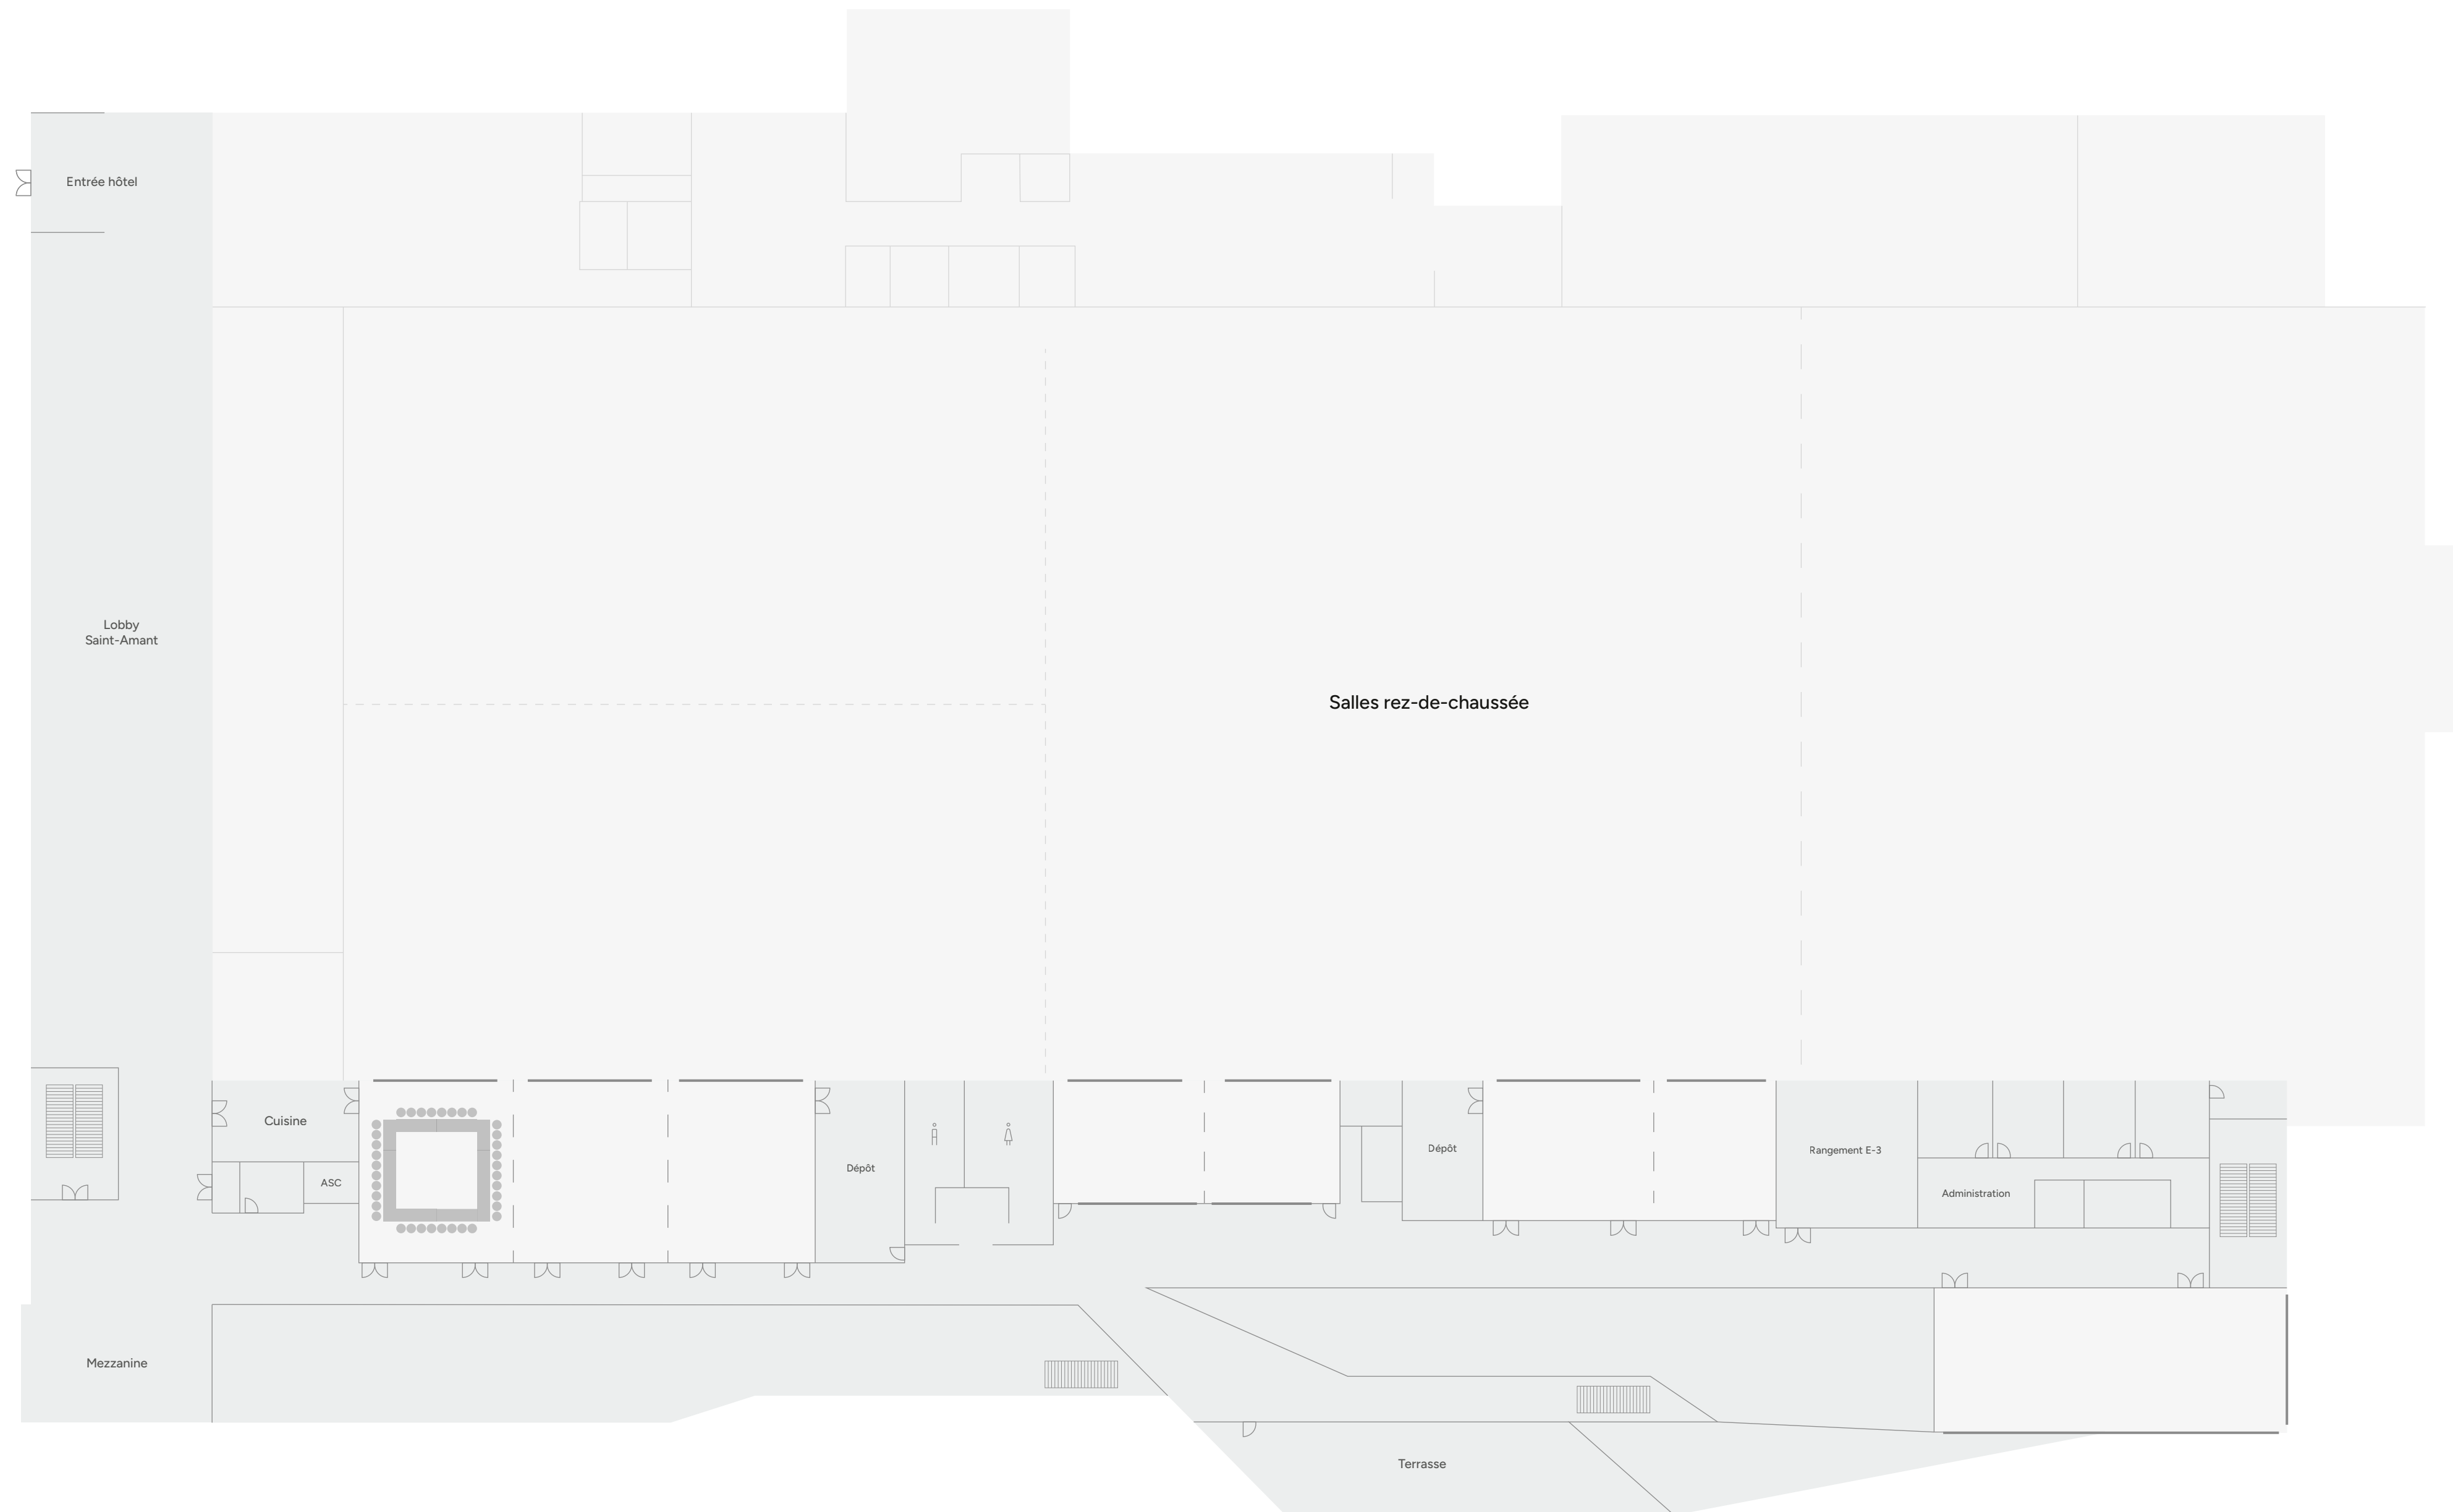 Entrée hôtel
Lobby
Saint-Amant
Salles rez-de-chaussée
Cuisine
ASC
Dépôt
Dépôt
Rangement E-3
Administration
Mezzanine
Terrasse